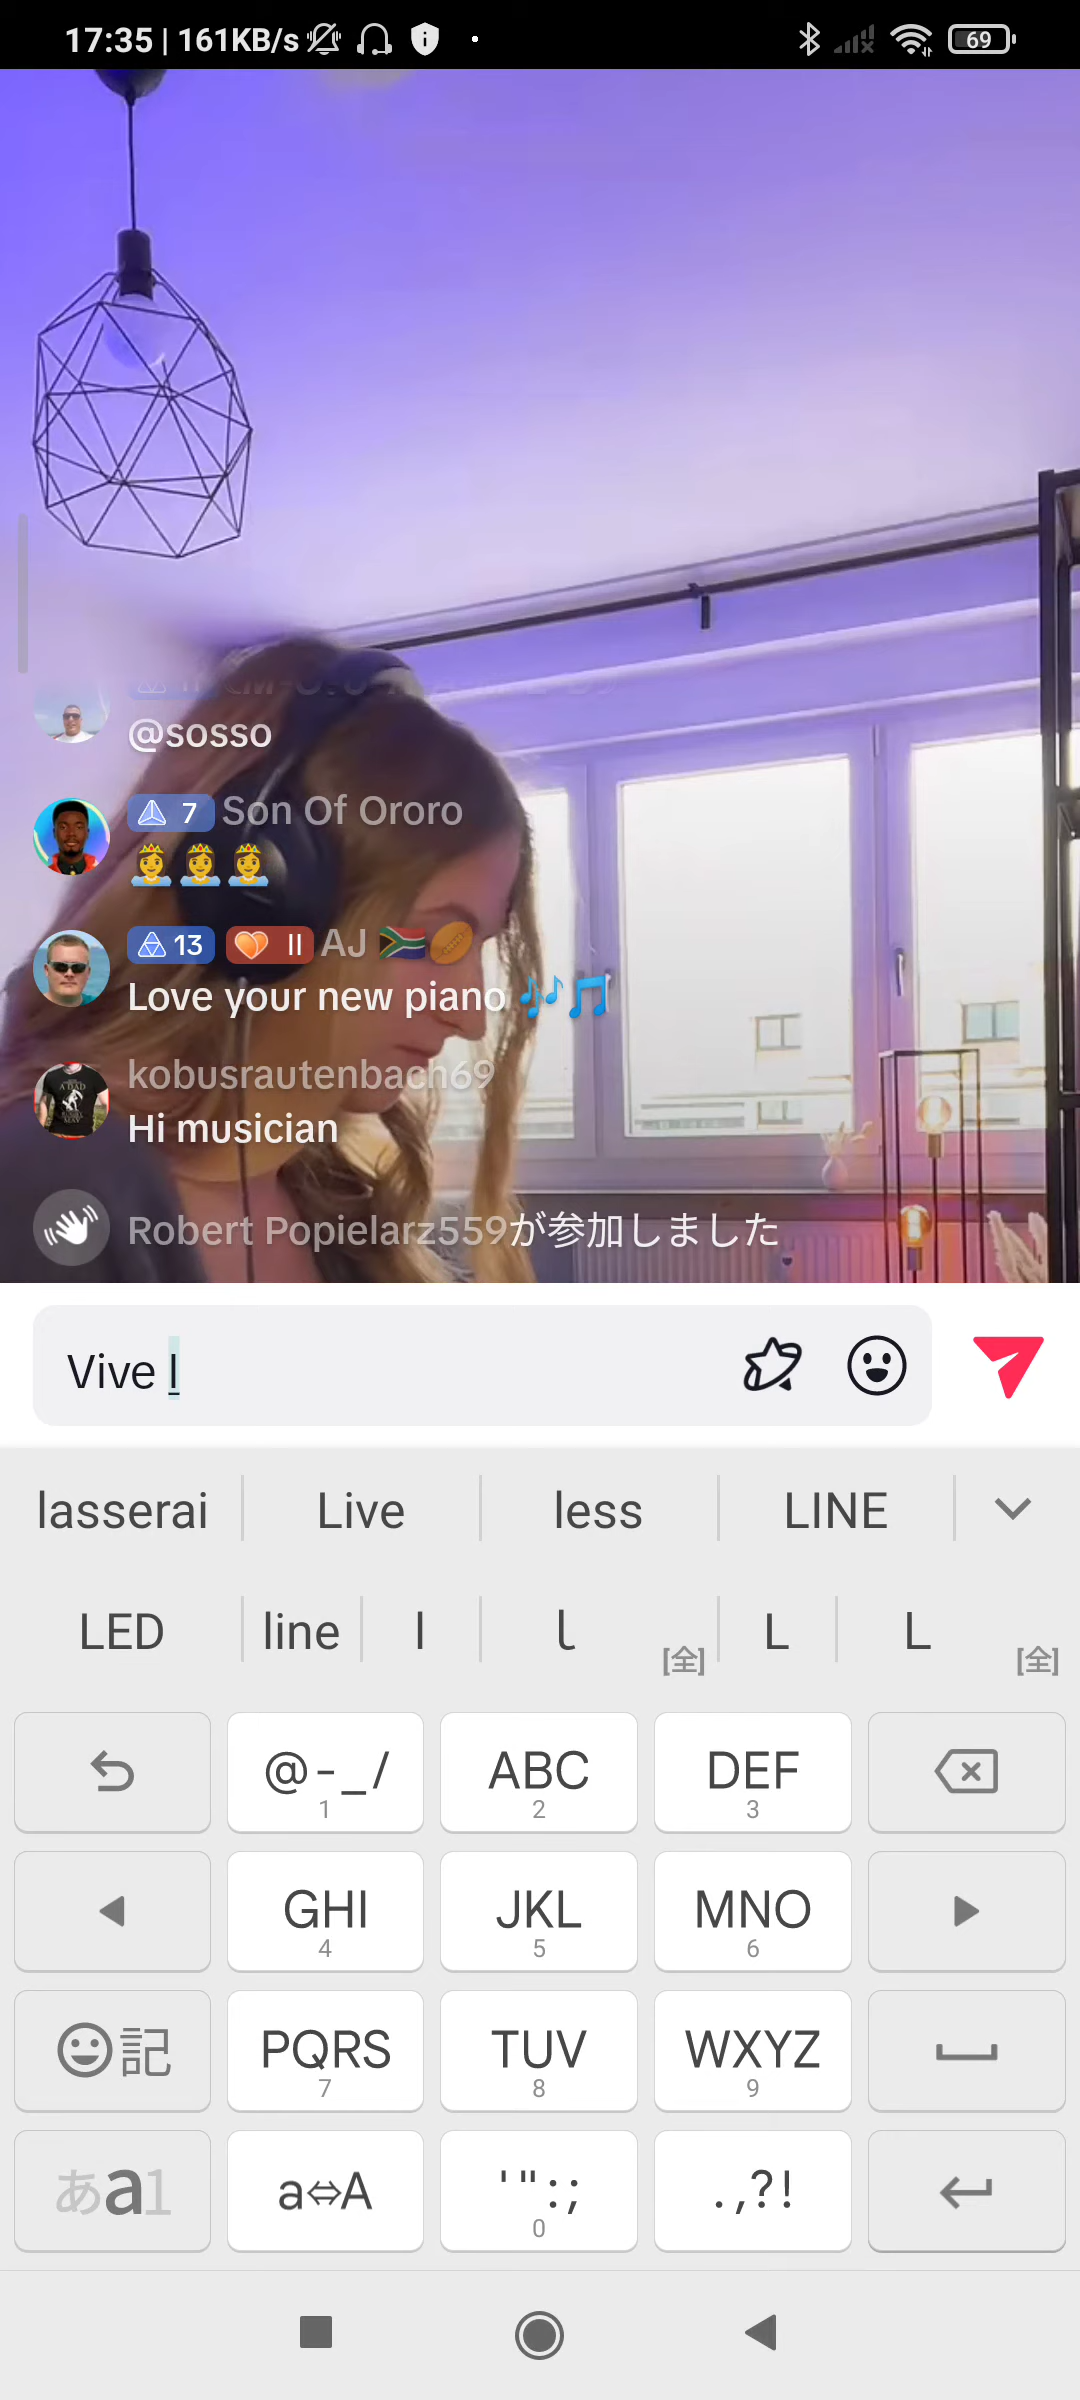 17:35 | 161KB/s
69
@sosso
7 Son Of Ororo
13 II AJ
Love your new piano
kobusrautenbach69
Hi musician
Robert Popielarz559が参加しました
Vive l
lasserai Live less LINE
LED line l l [全] L L [全]
@-_/ 1 ABC 2 DEF 3
GHI 4 JKL 5 MNO 6
記 PQRS 7 TUV 8 WXYZ 9
あa1 a⇔A '":; 0 .,?!